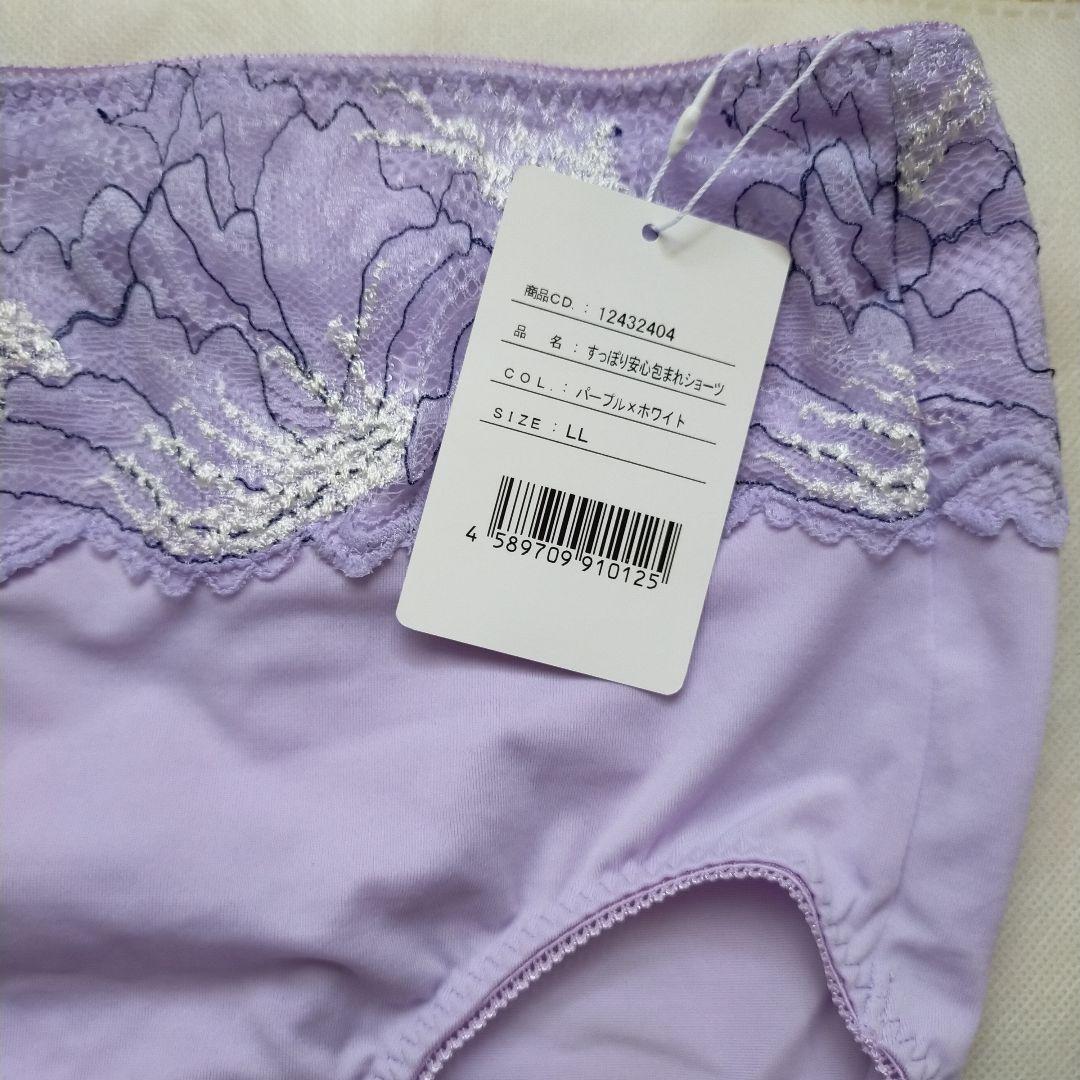 商品CD. : 12432404
品 名 : すっぽり安心包まれショーツ
COL. : パープル×ホワイト
SIZE : LL
4 589709 910125